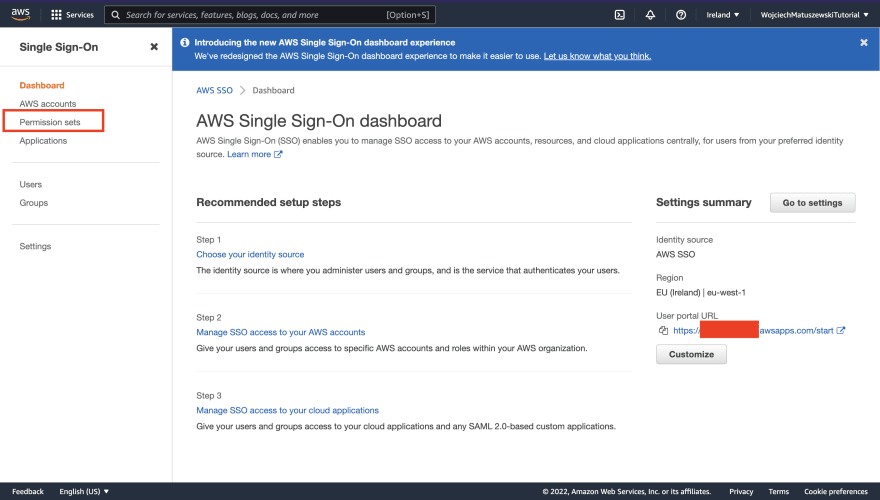 aws
Services
Search for services, features, blogs, docs, and more
[Option+S]
Ireland ▼
WojciechMatuszewskiTutorial ▼
Single Sign-On
Dashboard
AWS accounts
Permission sets
Applications
Users
Groups
Settings
Introducing the new AWS Single Sign-On dashboard experience
We've redesigned the AWS Single Sign-On dashboard experience to make it easier to use. Let us know what you think.
AWS SSO > Dashboard
AWS Single Sign-On dashboard
AWS Single Sign-On (SSO) enables you to manage SSO access to your AWS accounts, resources, and cloud applications centrally, for users from your preferred identity
source. Learn more
Recommended setup steps
Step 1
Choose your identity source
The identity source is where you administer users and groups, and is the service that authenticates your users.
Step 2
Manage SSO access to your AWS accounts
Give your users and groups access to specific AWS accounts and roles within your AWS organization.
Step 3
Manage SSO access to your cloud applications
Give your users and groups access to your cloud applications and any SAML 2.0-based custom applications.
Settings summary
Go to settings
Identity source
AWS SSO
Region
EU (Ireland) | eu-west-1
User portal URL
https:/ awsapps.com/start
Customize
Feedback
English (US) ▼
© 2022, Amazon Web Services, Inc. or its affiliates.
Privacy
Terms
Cookie preferences